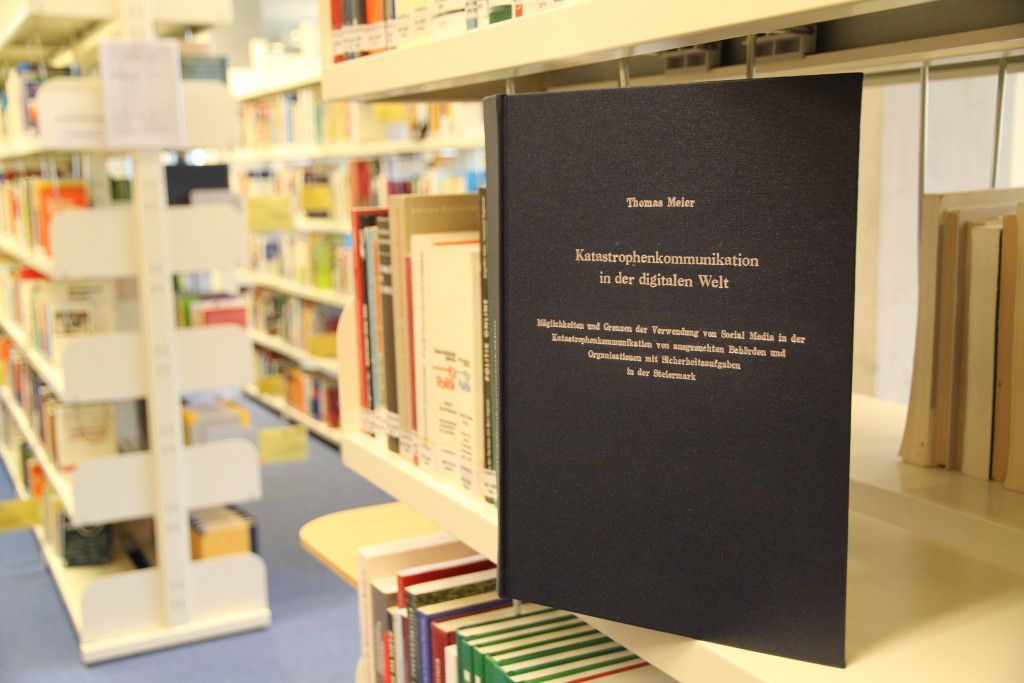 Thomas Meier
Katastrophenkommunikation
in der digitalen Welt
Möglichkeiten und Grenzen der Verwendung von Social Media in der
Katastrophenkommunikation von ausgesuchten Behörden und
Organisationen mit Sicherheitsaufgaben
in der Steiermark